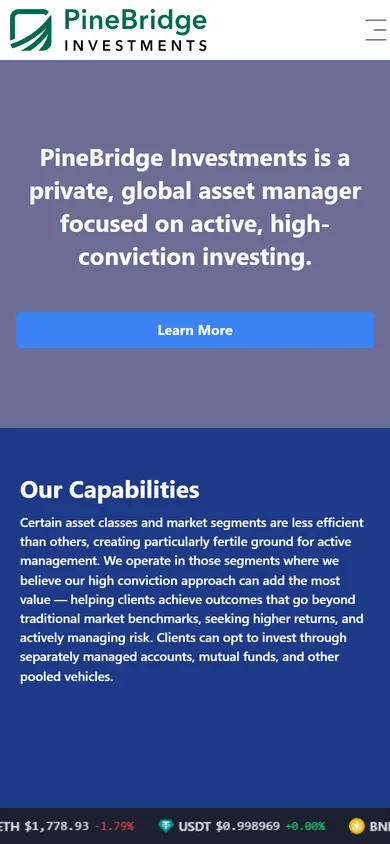 PineBridge
INVESTMENTS
PineBridge Investments is a
private, global asset manager
focused on active, high-
conviction investing.
Learn More
Our Capabilities
Certain asset classes and market segments are less efficient
than others, creating particularly fertile ground for active
management. We operate in those segments where we
believe our high conviction approach can add the most
value — helping clients achieve outcomes that go beyond
traditional market benchmarks, seeking higher returns, and
actively managing risk. Clients can opt to invest through
separately managed accounts, mutual funds, and other
pooled vehicles.
ETH $1,778.93 -1.79% USDT $0.998969 +0.00% BN